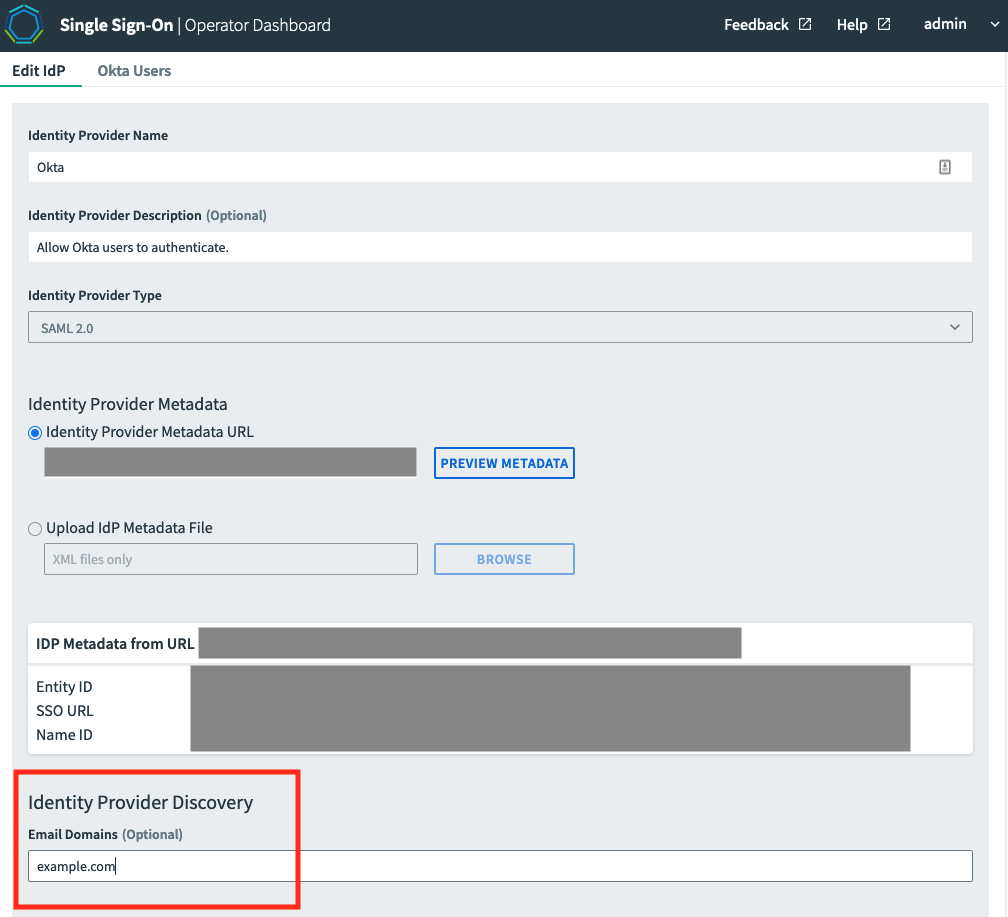 Single Sign-On | Operator Dashboard Feedback Help admin
Edit IdP Okta Users
Identity Provider Name
Okta
Identity Provider Description (Optional)
Allow Okta users to authenticate.
Identity Provider Type
SAML 2.0
Identity Provider Metadata
Identity Provider Metadata URL
PREVIEW METADATA
Upload IdP Metadata File
XML files only BROWSE
IDP Metadata from URL
Entity ID
SSO URL
Name ID
Identity Provider Discovery
Email Domains (Optional)
example.com